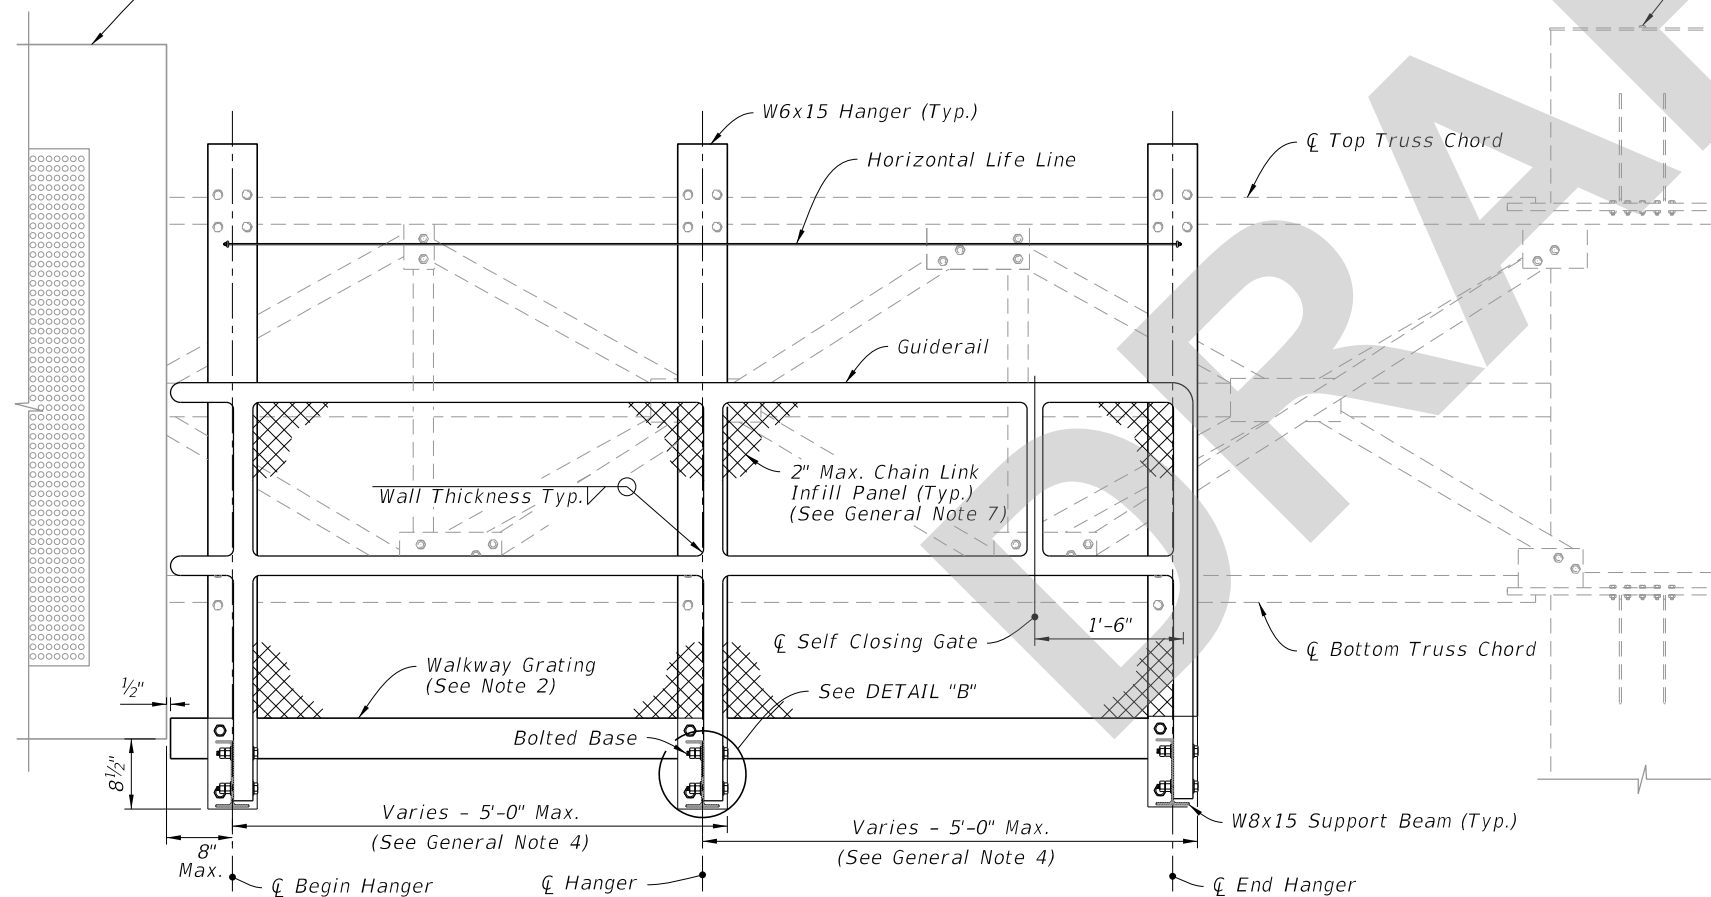 W6x15 Hanger (Typ.)
Horizontal Life Line
℄ Top Truss Chord
Guiderail
2" Max. Chain Link
Infill Panel (Typ.)
(See General Note 7)
Wall Thickness Typ.
℄ Self Closing Gate
1'-6"
℄ Bottom Truss Chord
Walkway Grating
(See Note 2)
See DETAIL "B"
½"
Bolted Base
8½"
Varies - 5'-0" Max.
(See General Note 4)
Varies - 5'-0" Max.
(See General Note 4)
W8x15 Support Beam (Typ.)
8"
Max.
℄ Begin Hanger
℄ Hanger
℄ End Hanger
DRA